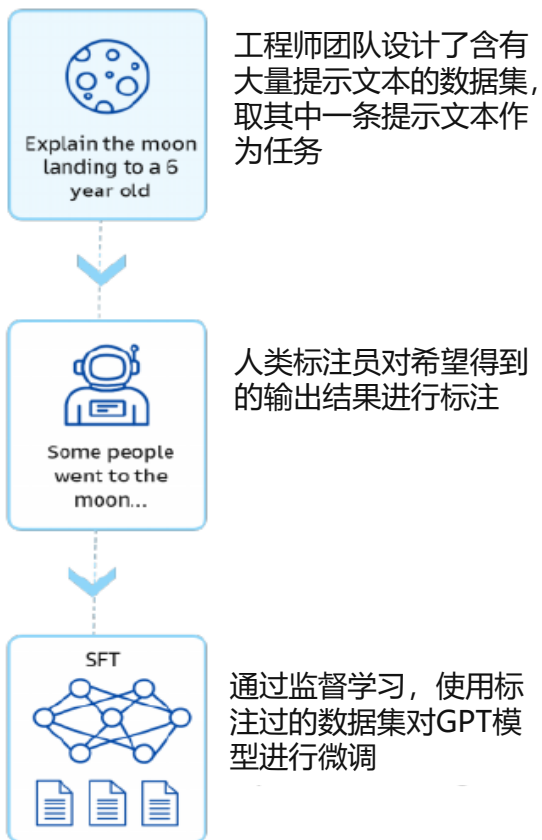 工程师团队设计了含有
大量提示文本的数据集，
取其中一条提示文本作
为任务
Explain the moon
landing to a 6
year old
人类标注员对希望得到
的输出结果进行标注
Some people
went to the
moon...
SFT
通过监督学习，使用标
注过的数据集对GPT模
型进行微调